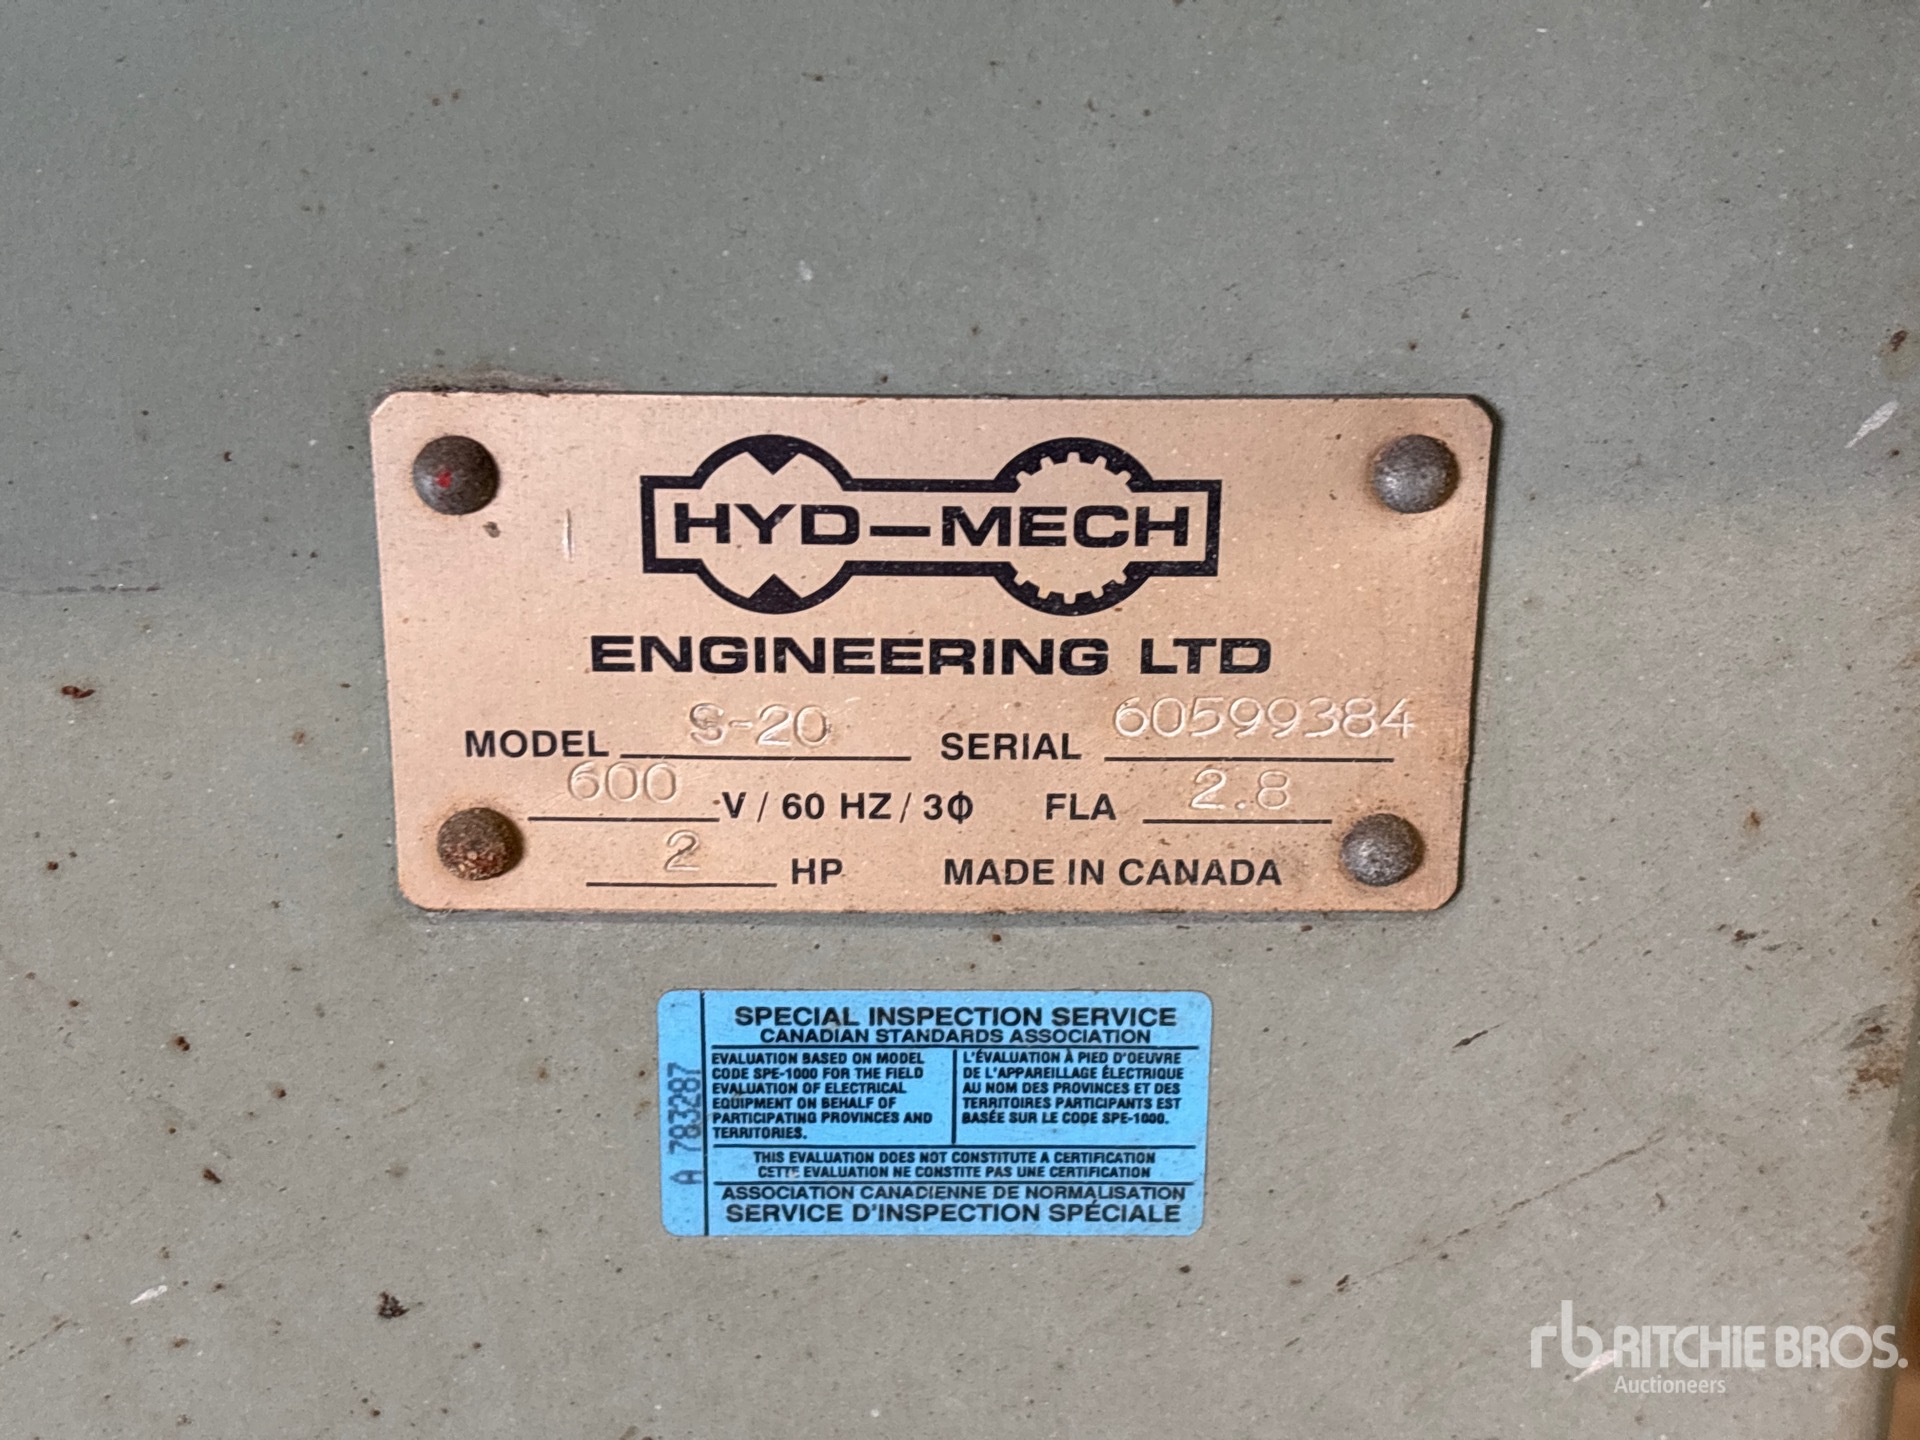 HYD-MECH
ENGINEERING LTD
MODEL S-20 SERIAL 60599384
600 V / 60 HZ / 3Φ FLA 2.8
2 HP MADE IN CANADA
A 783287
SPECIAL INSPECTION SERVICE
CANADIAN STANDARDS ASSOCIATION
EVALUATION BASED ON MODEL
CODE SPE-1000 FOR THE FIELD
EVALUATION OF ELECTRICAL
EQUIPMENT ON BEHALF OF
PARTICIPATING PROVINCES AND
TERRITORIES.
L'ÉVALUATION À PIED D'OEUVRE
DE L'APPAREILLAGE ÉLECTRIQUE
AU NOM DES PROVINCES ET DES
TERRITOIRES PARTICIPANTS EST
BASÉE SUR LE CODE SPE-1000.
THIS EVALUATION DOES NOT CONSTITUTE A CERTIFICATION
CETTE EVALUATION NE CONSTITE PAS UNE CERTIFICATION
ASSOCIATION CANADIENNE DE NORMALISATION
SERVICE D'INSPECTION SPÉCIALE
rb RITCHIE BROS.
Auctioneers